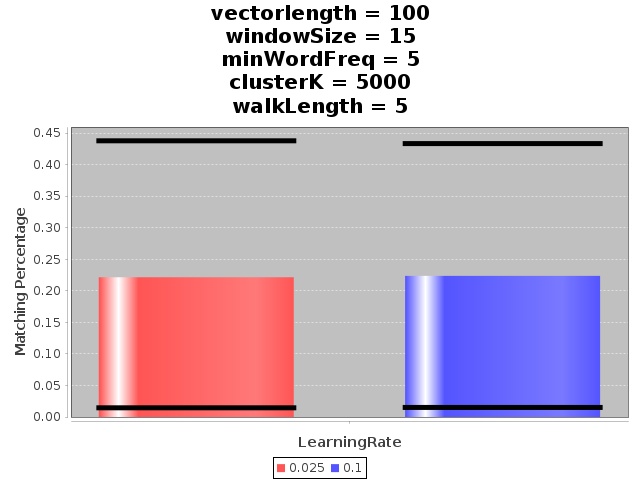 vectorlength = 100
windowSize = 15
minWordFreq = 5
clusterK = 5000
walkLength = 5
Matching Percentage
0.45
0.40
0.35
0.30
0.25
0.20
0.15
0.10
0.05
0.00
LearningRate
0.025 0.1